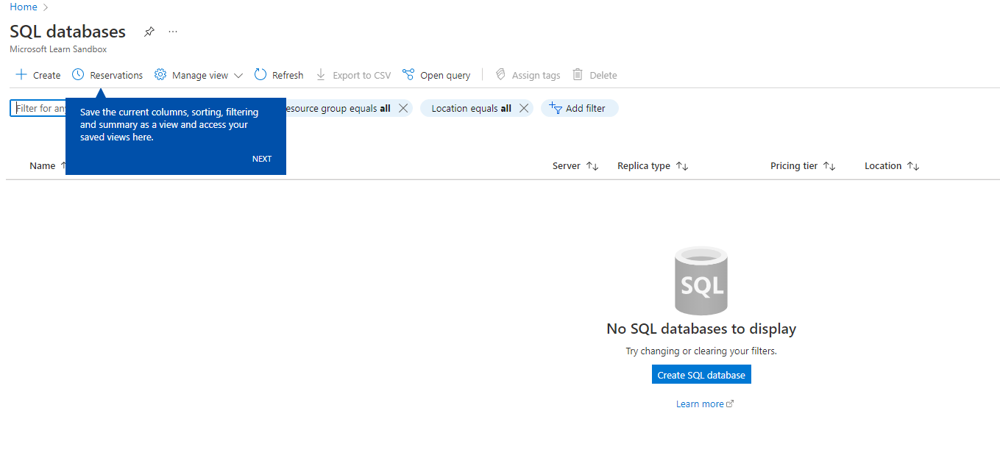 Home
SQL databases
Microsoft Learn Sandbox
Create Reservations Manage view Refresh Export to CSV Open query Assign tags Delete
Filter for any esource group equals all Location equals all Add filter
Save the current columns, sorting, filtering
and summary as a view and access your
saved views here.
NEXT
Name Server Replica type Pricing tier Location
SQL
No SQL databases to display
Try changing or clearing your filters.
Create SQL database
Learn more